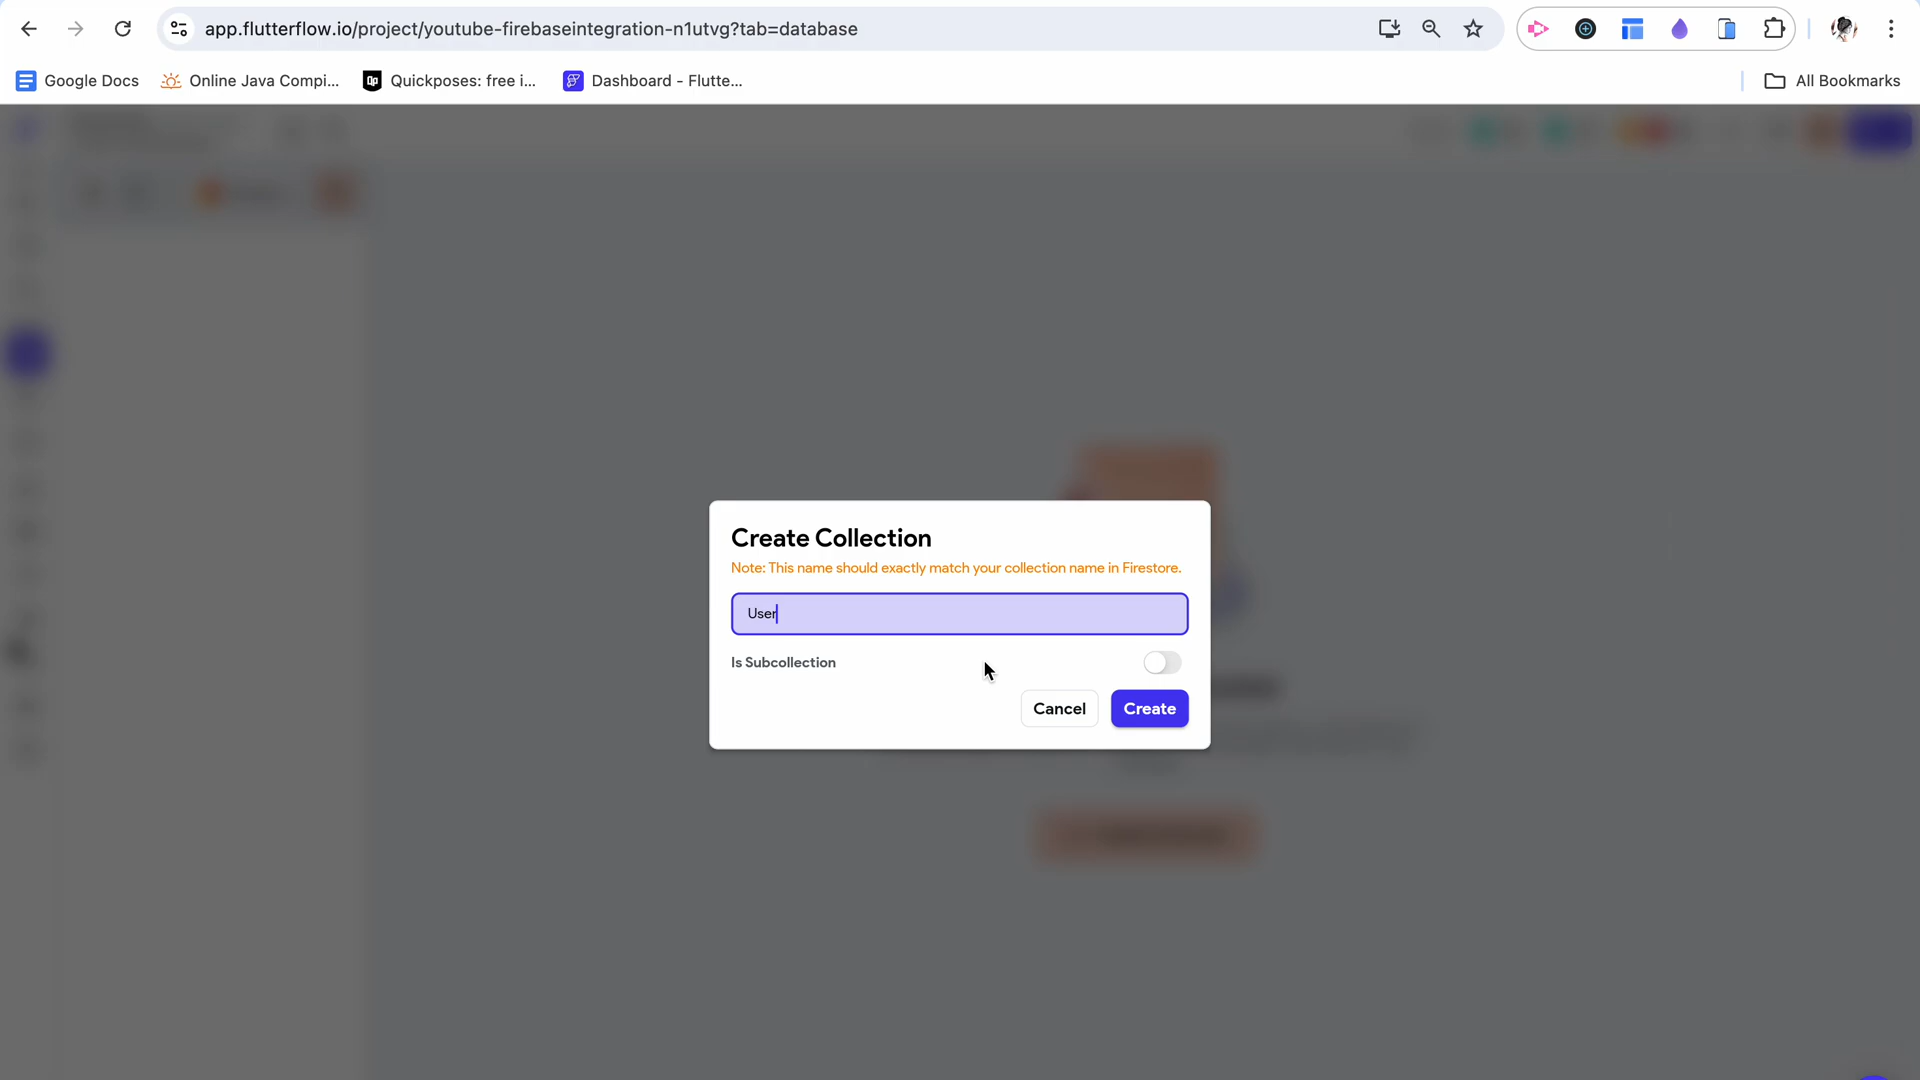 app.flutterflow.io/project/youtube-firebaseintegration-n1utvg?tab=database
Google Docs
Online Java Compi...
Quickposes: free i...
Dashboard - Flutte...
All Bookmarks
Create Collection
Note: This name should exactly match your collection name in Firestore.
User
Is Subcollection
Cancel
Create